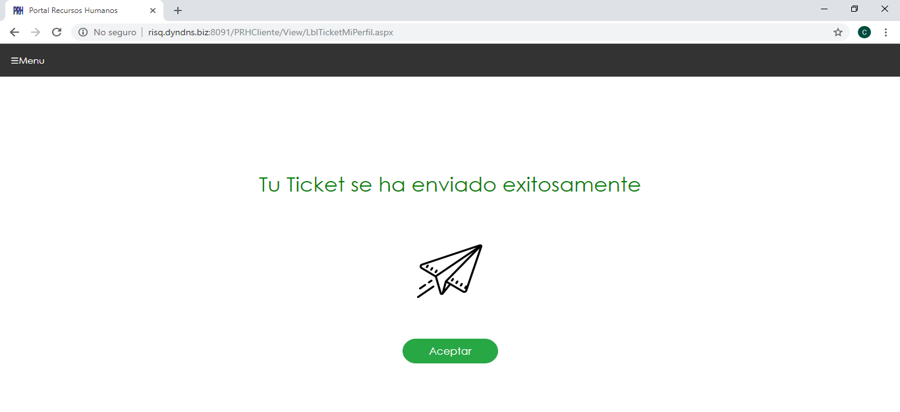 PRH Portal Recursos Humanos
No seguro | risq.dyndns.biz:8091/PRHCliente/View/LblTicketMiPerfil.aspx
C
☰Menu
Tu Ticket se ha enviado exitosamente
Aceptar